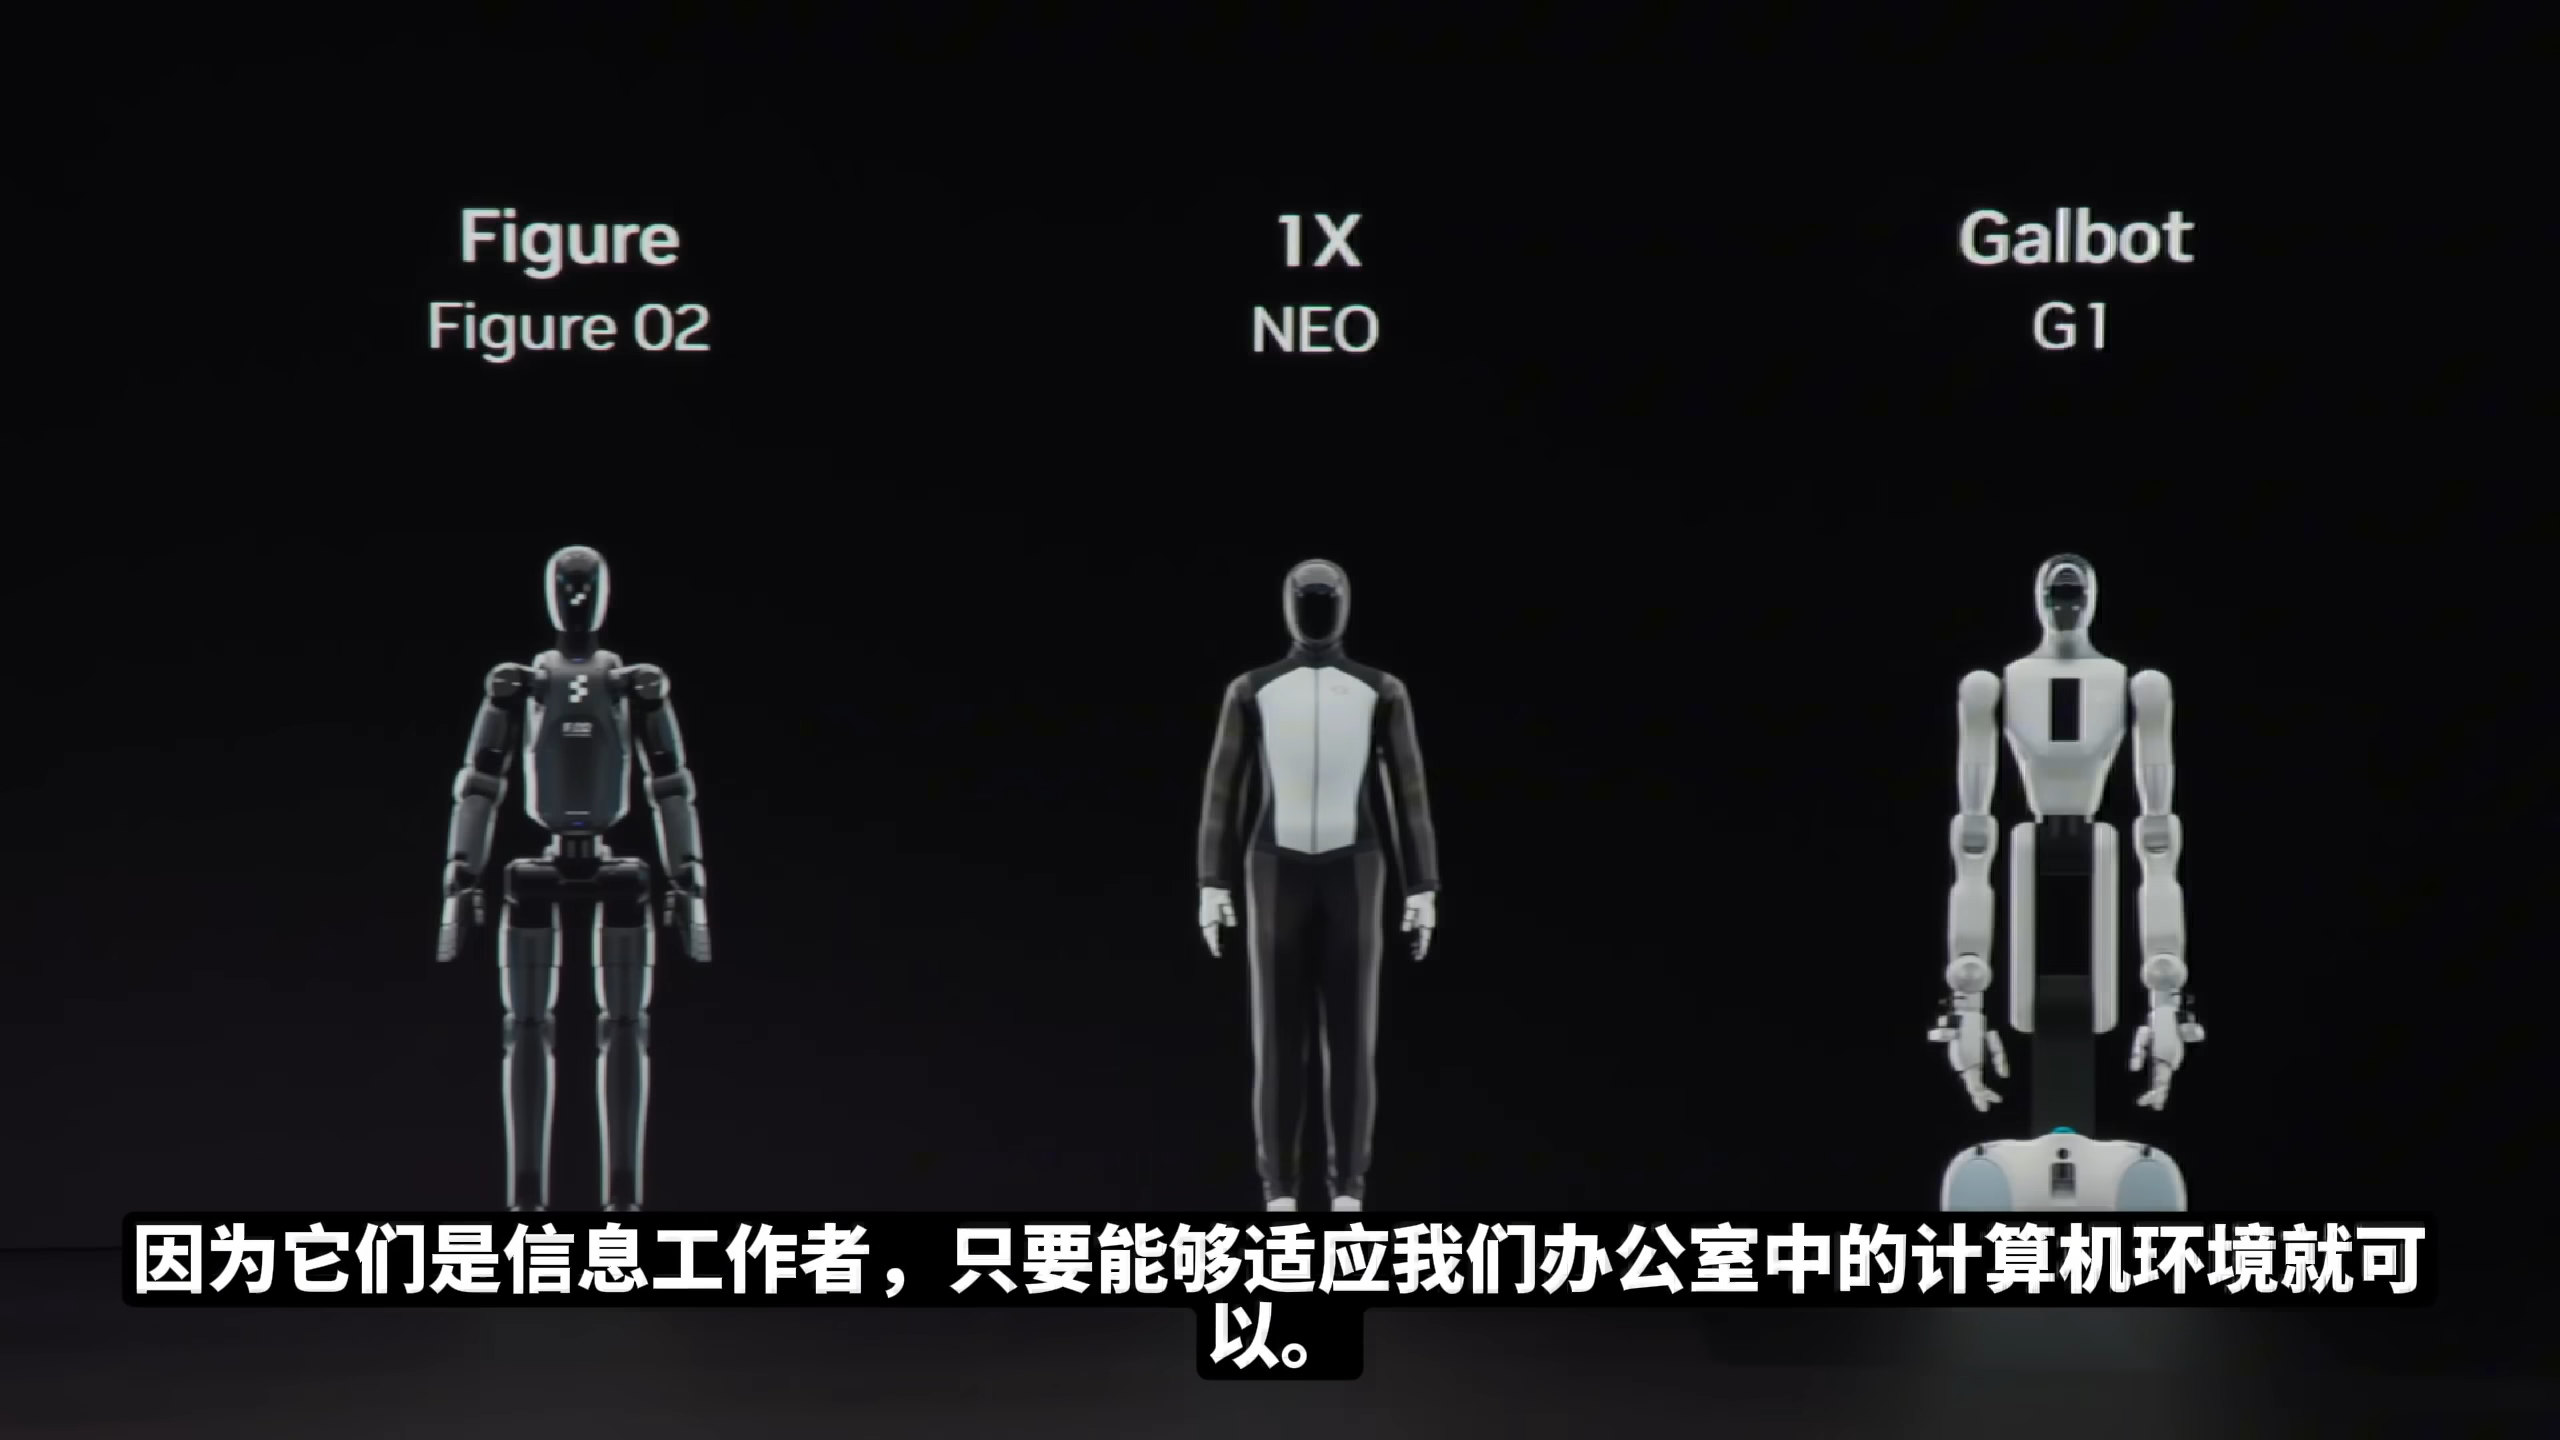 Figure
Figure 02
1X
NEO
Galbot
G1
因为它们是信息工作者，只要能够适应我们办公室中的计算机环境就可
以。